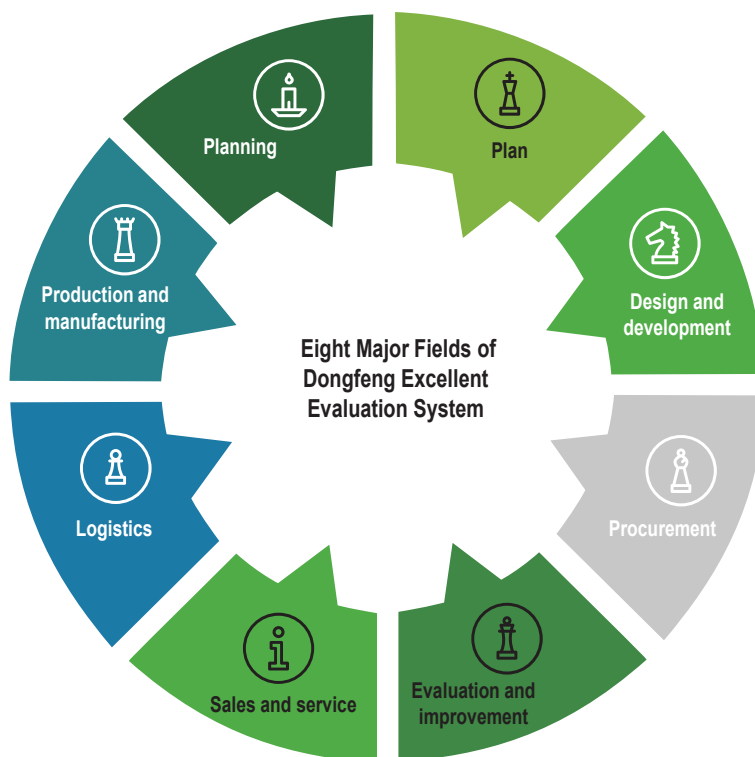 Planning
Plan
Production and
manufacturing
Design and
development
Eight Major Fields of
Dongfeng Excellent
Evaluation System
Logistics
Procurement
Sales and service
Evaluation and
improvement